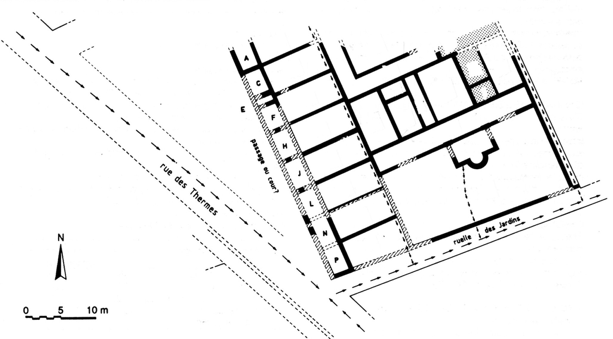 A
C
E
F
H
passage ou cour?
J
rue des Thermes
L
N
P
ruelle des Jardins
N
0 5 10 m